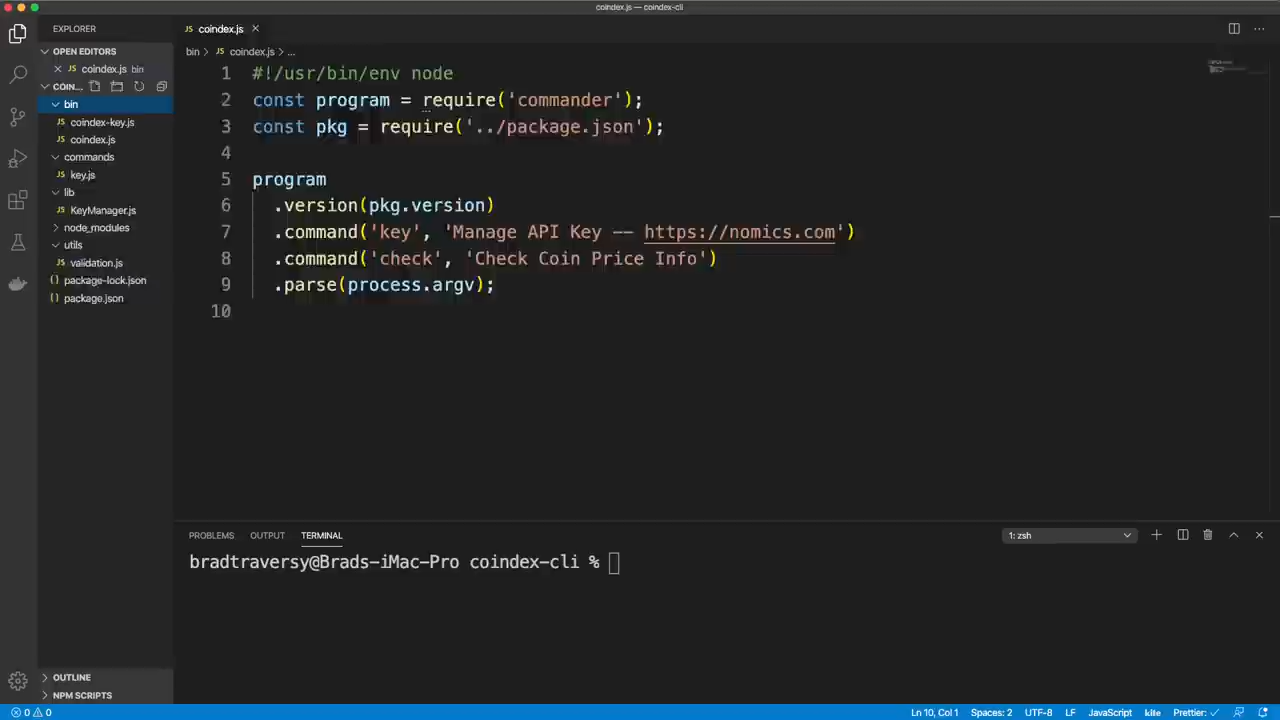 coindex.js — coindex-cli
EXPLORER
OPEN EDITORS
coindex.js bin
COIN...
bin
coindex-key.js
coindex.js
commands
key.js
lib
KeyManager.js
node_modules
utils
validation.js
package-lock.json
package.json
OUTLINE
NPM SCRIPTS
coindex.js
bin > coindex.js > ...
1 #!/usr/bin/env node
2 const program = require('commander');
3 const pkg = require('../package.json');
4
5 program
6 .version(pkg.version)
7 .command('key', 'Manage API Key -- https://nomics.com')
8 .command('check', 'Check Coin Price Info')
9 .parse(process.argv);
10
PROBLEMS OUTPUT TERMINAL 1: zsh
bradtraversy@Brads-iMac-Pro coindex-cli %
0 0 Ln 10, Col 1 Spaces: 2 UTF-8 LF JavaScript kite Prettier: ✓